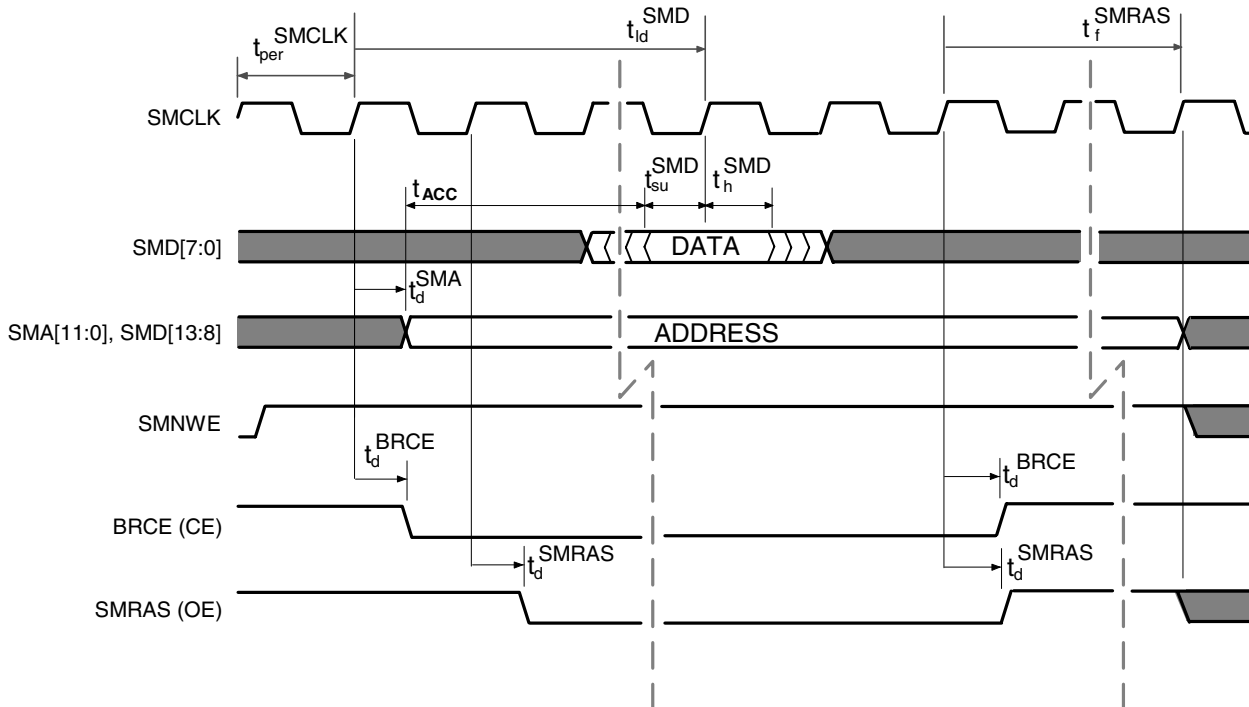 t_per^SMCLK
t_ld^SMD
t_f^SMRAS
SMCLK
t_ACC
t_su^SMD
t_h^SMD
SMD[7:0]
DATA
t_d^SMA
SMA[11:0], SMD[13:8]
ADDRESS
SMNWE
t_d^BRCE
t_d^BRCE
BRCE (CE)
t_d^SMRAS
t_d^SMRAS
SMRAS (OE)